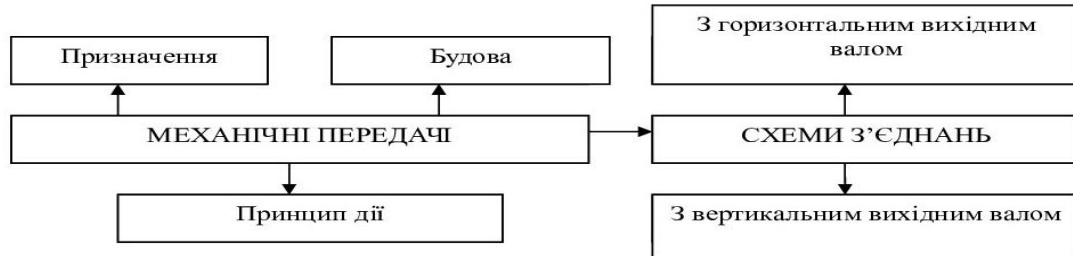 З горизонтальним вихідним
валом
Призначення
Будова
МЕХАНІЧНІ ПЕРЕДАЧІ
СХЕМИ З’ЄДНАНЬ
Принцип дії
З вертикальним вихідним валом